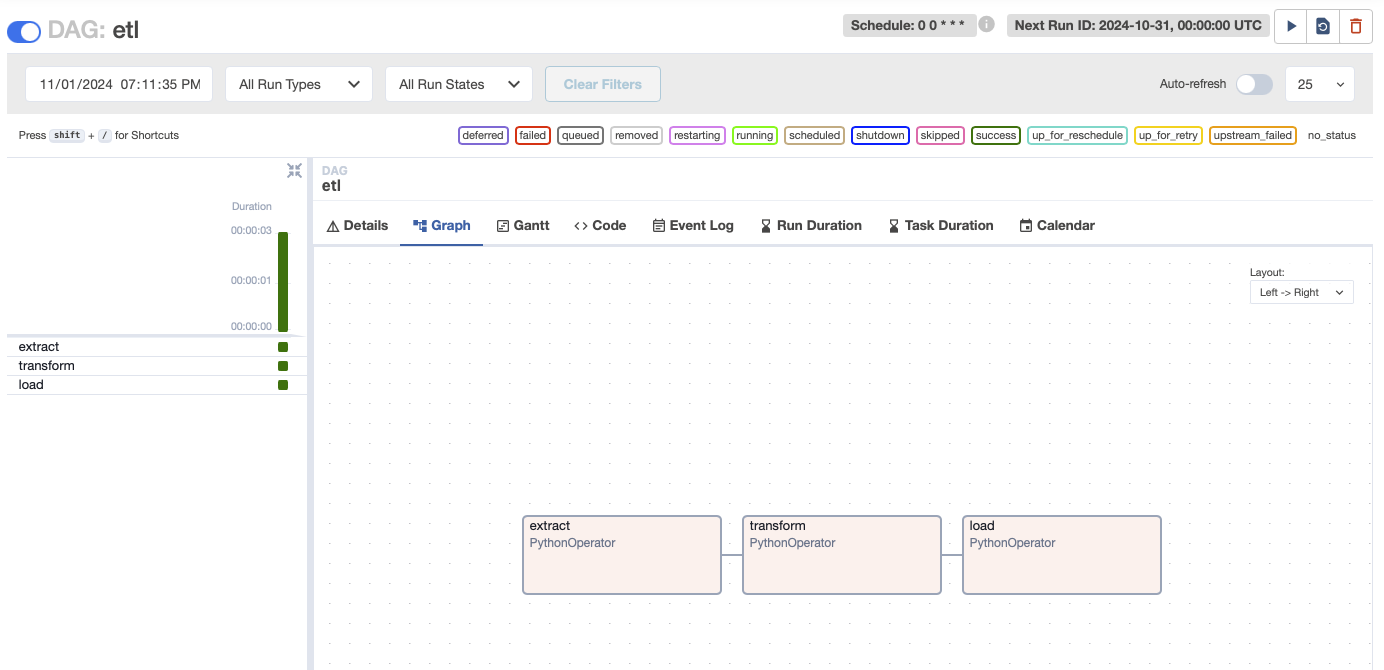 DAG: etl
Schedule: 0 0 * * *
Next Run ID: 2024-10-31, 00:00:00 UTC
11/01/2024 07:11:35 PM
All Run Types
All Run States
Clear Filters
Auto-refresh
25
Press shift + / for Shortcuts
deferred failed queued removed restarting running scheduled shutdown skipped success up_for_reschedule up_for_retry upstream_failed no_status
Duration
00:00:03
00:00:01
00:00:00
extract
transform
load
DAG
etl
Details Graph Gantt Code Event Log Run Duration Task Duration Calendar
Layout:
Left -> Right
extract
PythonOperator
transform
PythonOperator
load
PythonOperator